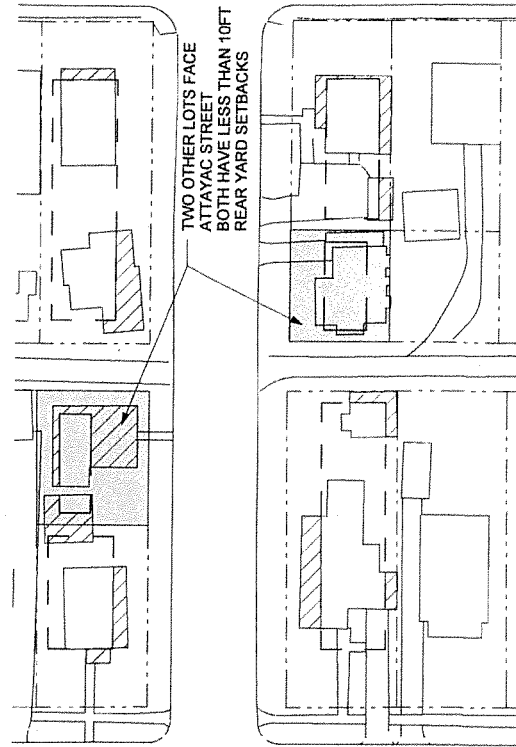 TWO OTHER LOTS FACE
ATTAYAC STREET
BOTH HAVE LESS THAN 10FT
REAR YARD SETBACKS